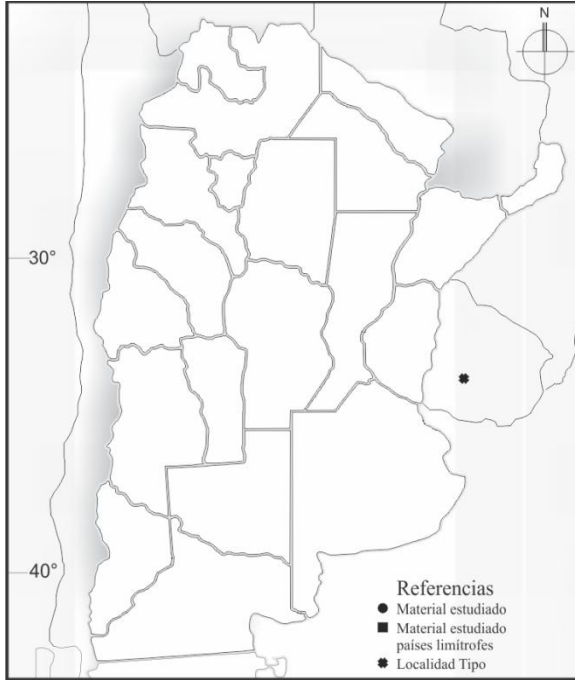 N
30°
40°
Referencias
Material estudiado
Material estudiado
países limítrofes
Localidad Tipo